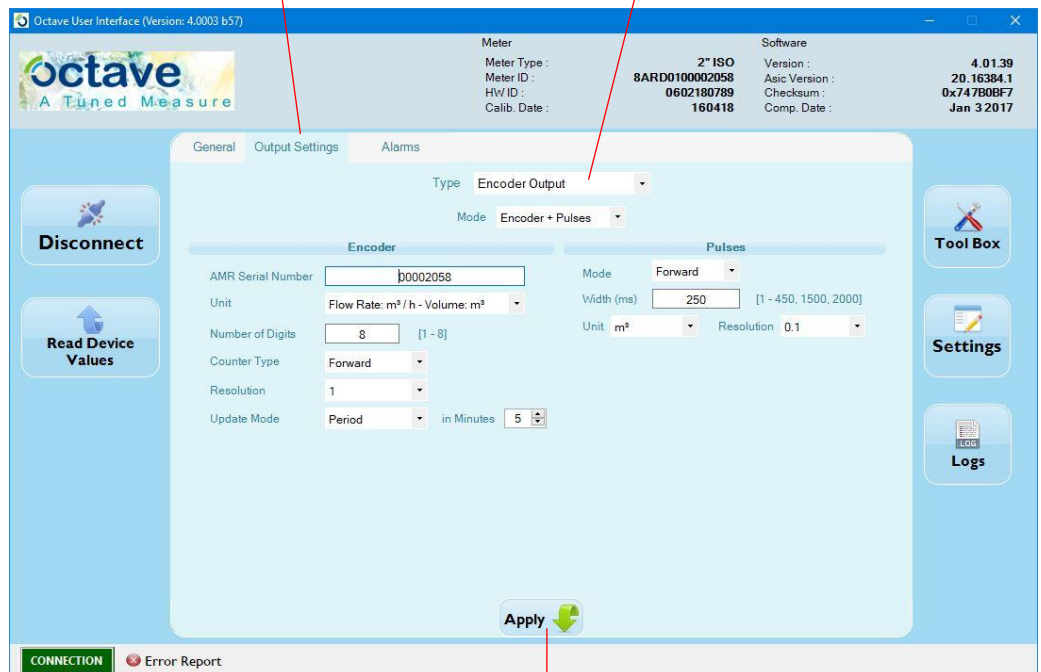 Octave User Interface (Version: 4.0003 b57)
octave
A Tuned Measure
Meter
Meter Type : 2" ISO
Meter ID : 8ARD0100002058
HW ID : 0602180789
Calib. Date : 160418
Software
Version : 4.01.39
Asic Version : 20.16384.1
Checksum : 0x747B0BF7
Comp. Date : Jan 3 2017
General Output Settings Alarms
Type Encoder Output
Mode Encoder + Pulses
Disconnect
Read Device
Values
Encoder
AMR Serial Number 00002058
Unit Flow Rate: m³ / h - Volume: m³
Number of Digits 8 [1 - 8]
Counter Type Forward
Resolution 1
Update Mode Period in Minutes 5
Pulses
Mode Forward
Width (ms) 250 [1 - 450, 1500, 2000]
Unit m³ Resolution 0.1
Tool Box
Settings
LOG
Logs
Apply
CONNECTION Error Report